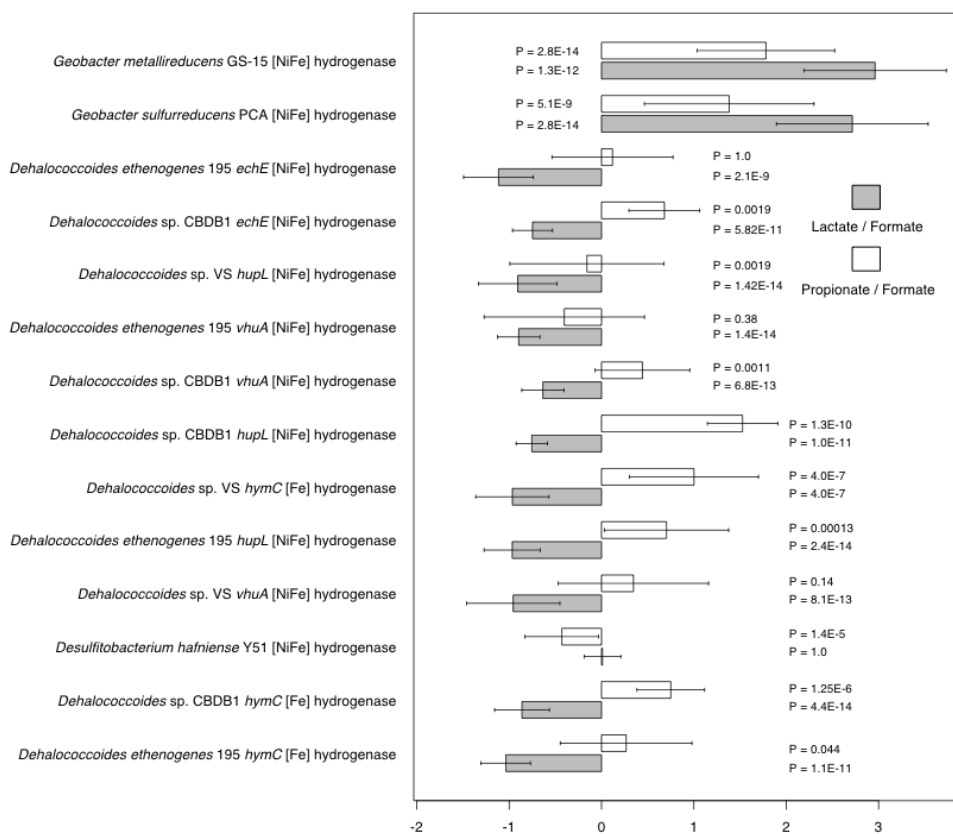 Geobacter metallireducens GS-15 [NiFe] hydrogenase
P = 2.8E-14
P = 1.3E-12
Geobacter sulfurreducens PCA [NiFe] hydrogenase
P = 5.1E-9
P = 2.8E-14
Dehalococcoides ethenogenes 195 echE [NiFe] hydrogenase
P = 1.0
P = 2.1E-9
Dehalococcoides sp. CBDB1 echE [NiFe] hydrogenase
P = 0.0019
P = 5.82E-11
Lactate / Formate
Dehalococcoides sp. VS hupL [NiFe] hydrogenase
P = 0.0019
P = 1.42E-14
Propionate / Formate
Dehalococcoides ethenogenes 195 vhuA [NiFe] hydrogenase
P = 0.38
P = 1.4E-14
Dehalococcoides sp. CBDB1 vhuA [NiFe] hydrogenase
P = 0.0011
P = 6.8E-13
Dehalococcoides sp. CBDB1 hupL [NiFe] hydrogenase
P = 1.3E-10
P = 1.0E-11
Dehalococcoides sp. VS hymC [Fe] hydrogenase
P = 4.0E-7
P = 4.0E-7
Dehalococcoides ethenogenes 195 hupL [NiFe] hydrogenase
P = 0.00013
P = 2.4E-14
Dehalococcoides sp. VS vhuA [NiFe] hydrogenase
P = 0.14
P = 8.1E-13
Desulfitobacterium hafniense Y51 [NiFe] hydrogenase
P = 1.4E-5
P = 1.0
Dehalococcoides sp. CBDB1 hymC [Fe] hydrogenase
P = 1.25E-6
P = 4.4E-14
Dehalococcoides ethenogenes 195 hymC [Fe] hydrogenase
P = 0.044
P = 1.1E-11
-2 -1 0 1 2 3